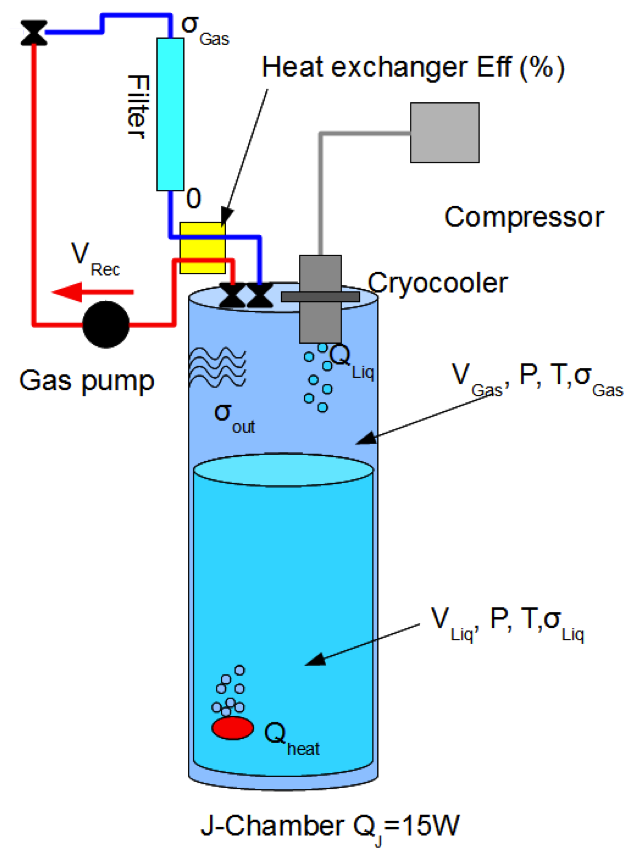 σGas
Heat exchanger Eff (%)
Filter
0
Compressor
VRec
Cryocooler
Gas pump
QLiq
VGas, P, T,σGas
σout
VLiq, P, T,σLiq
Qheat
J-Chamber QJ=15W